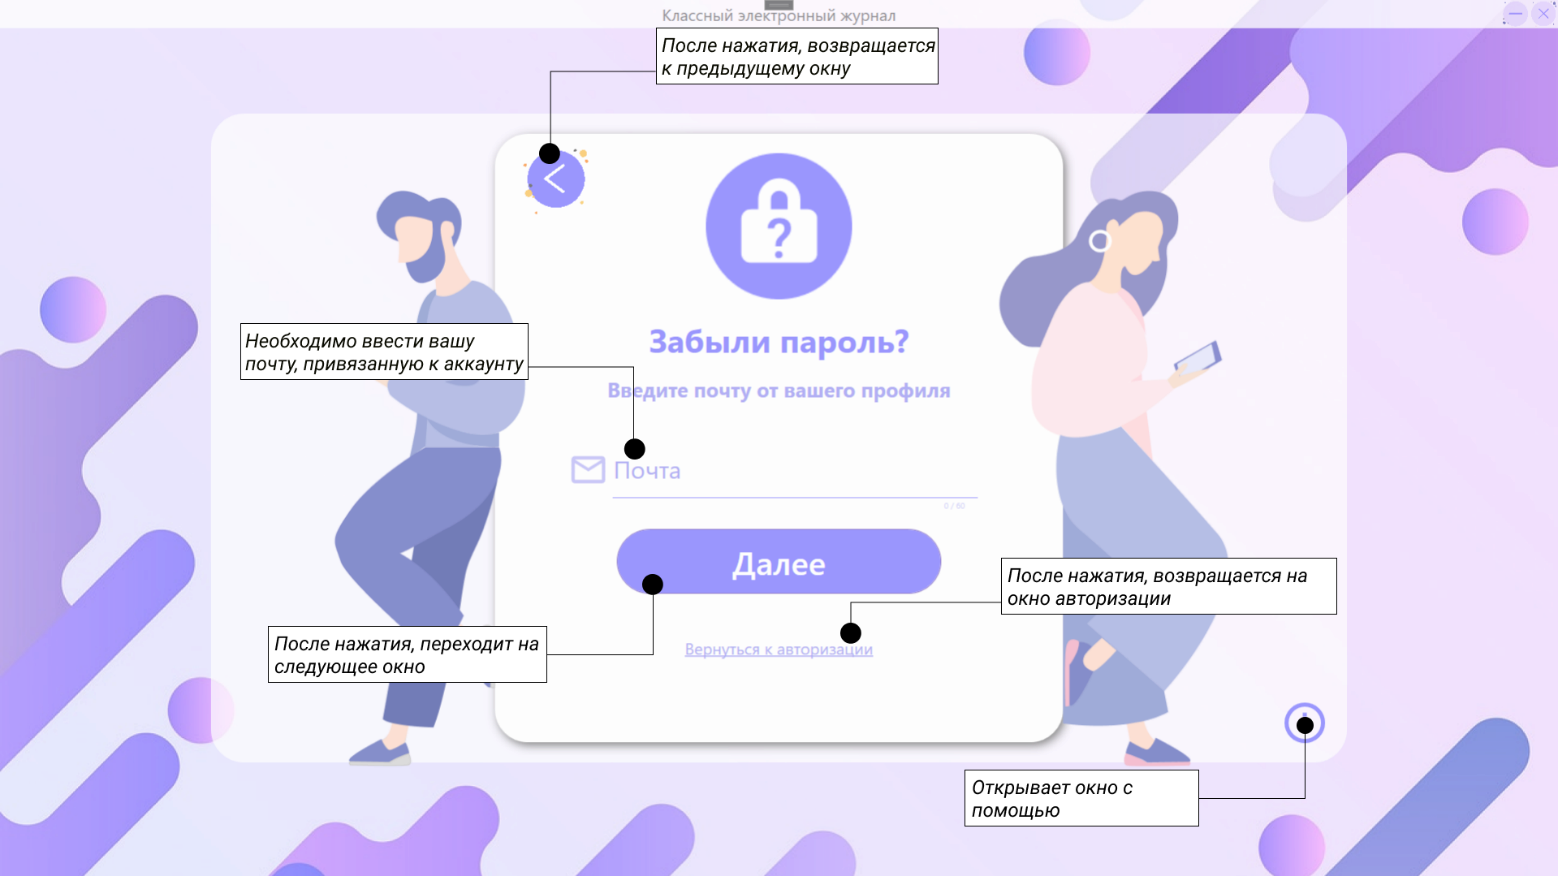 Классный электронный журнал
После нажатия, возвращается
к предыдущему окну
?
Забыли пароль?
Необходимо ввести вашу
почту, привязанную к аккаунту
Введите почту от вашего профиля
Почта
0 / 60
Далее
После нажатия, возвращается на
окно авторизации
После нажатия, переходит на
следующее окно
Вернуться к авторизации
Открывает окно с
помощью